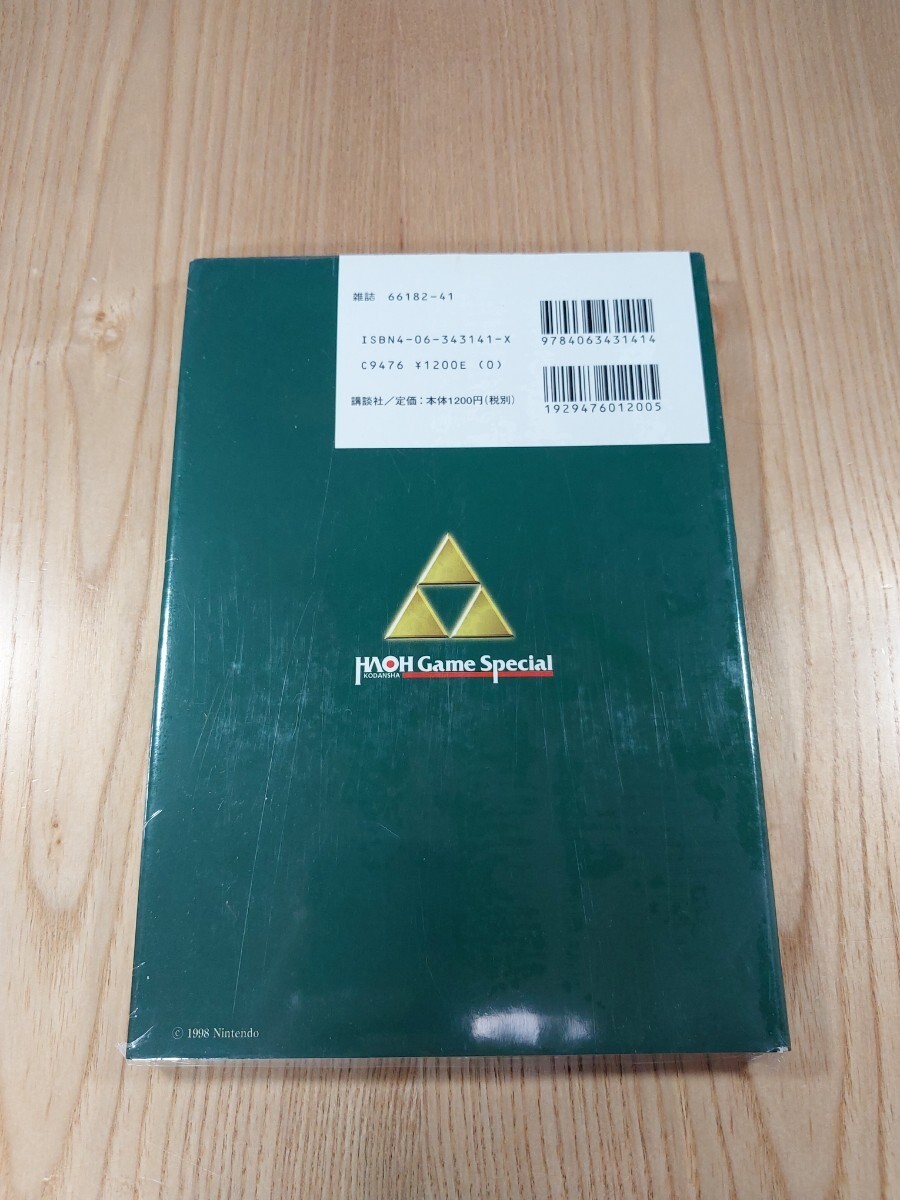 雑誌 66182-41
ISBN4-06-343141-X
C9476 ¥1200E (0)
講談社／定価：本体1200円(税別)
9784063431414
1929476012005
HAOH Game Special
KODANSHA
© 1998 Nintendo